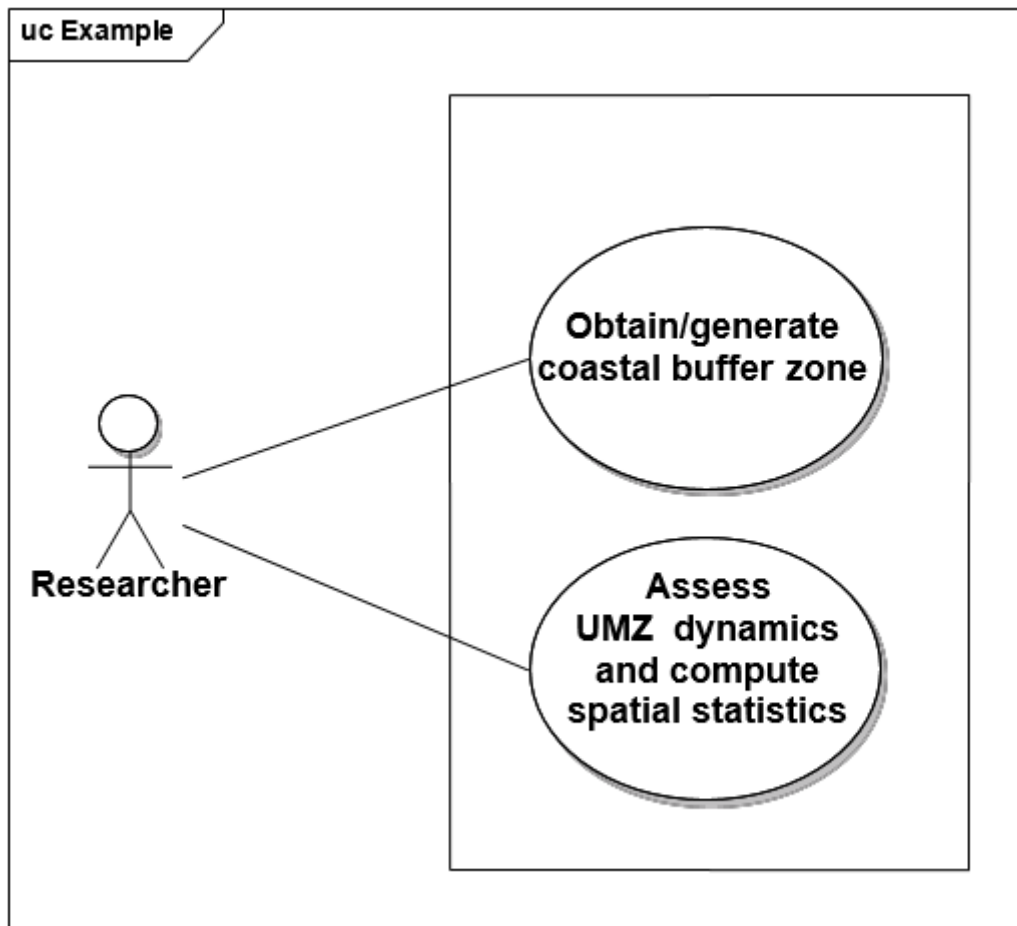 uc Example
Obtain/generate
coastal buffer zone
Researcher
Assess
UMZ dynamics
and compute
spatial statistics